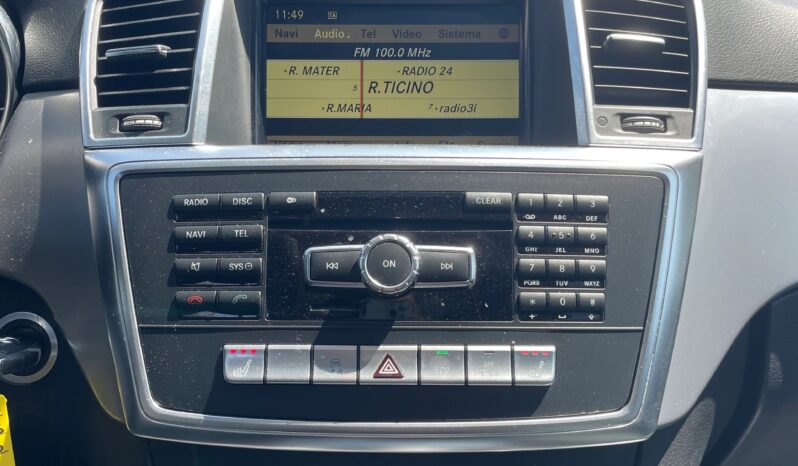 11:49 TA
Navi Audio Tel Video Sistema
FM 100.0 MHz
R. MATER RADIO 24
5 R.TICINO
R.MARIA 7 radio3i
RADIO DISC CLEAR 1 2 3
ABC DEF
NAVI TEL 4 5 6
GHI JKL MNO
ON
SYS 7 8 9
PQRS TUV WXYZ
* 0 #